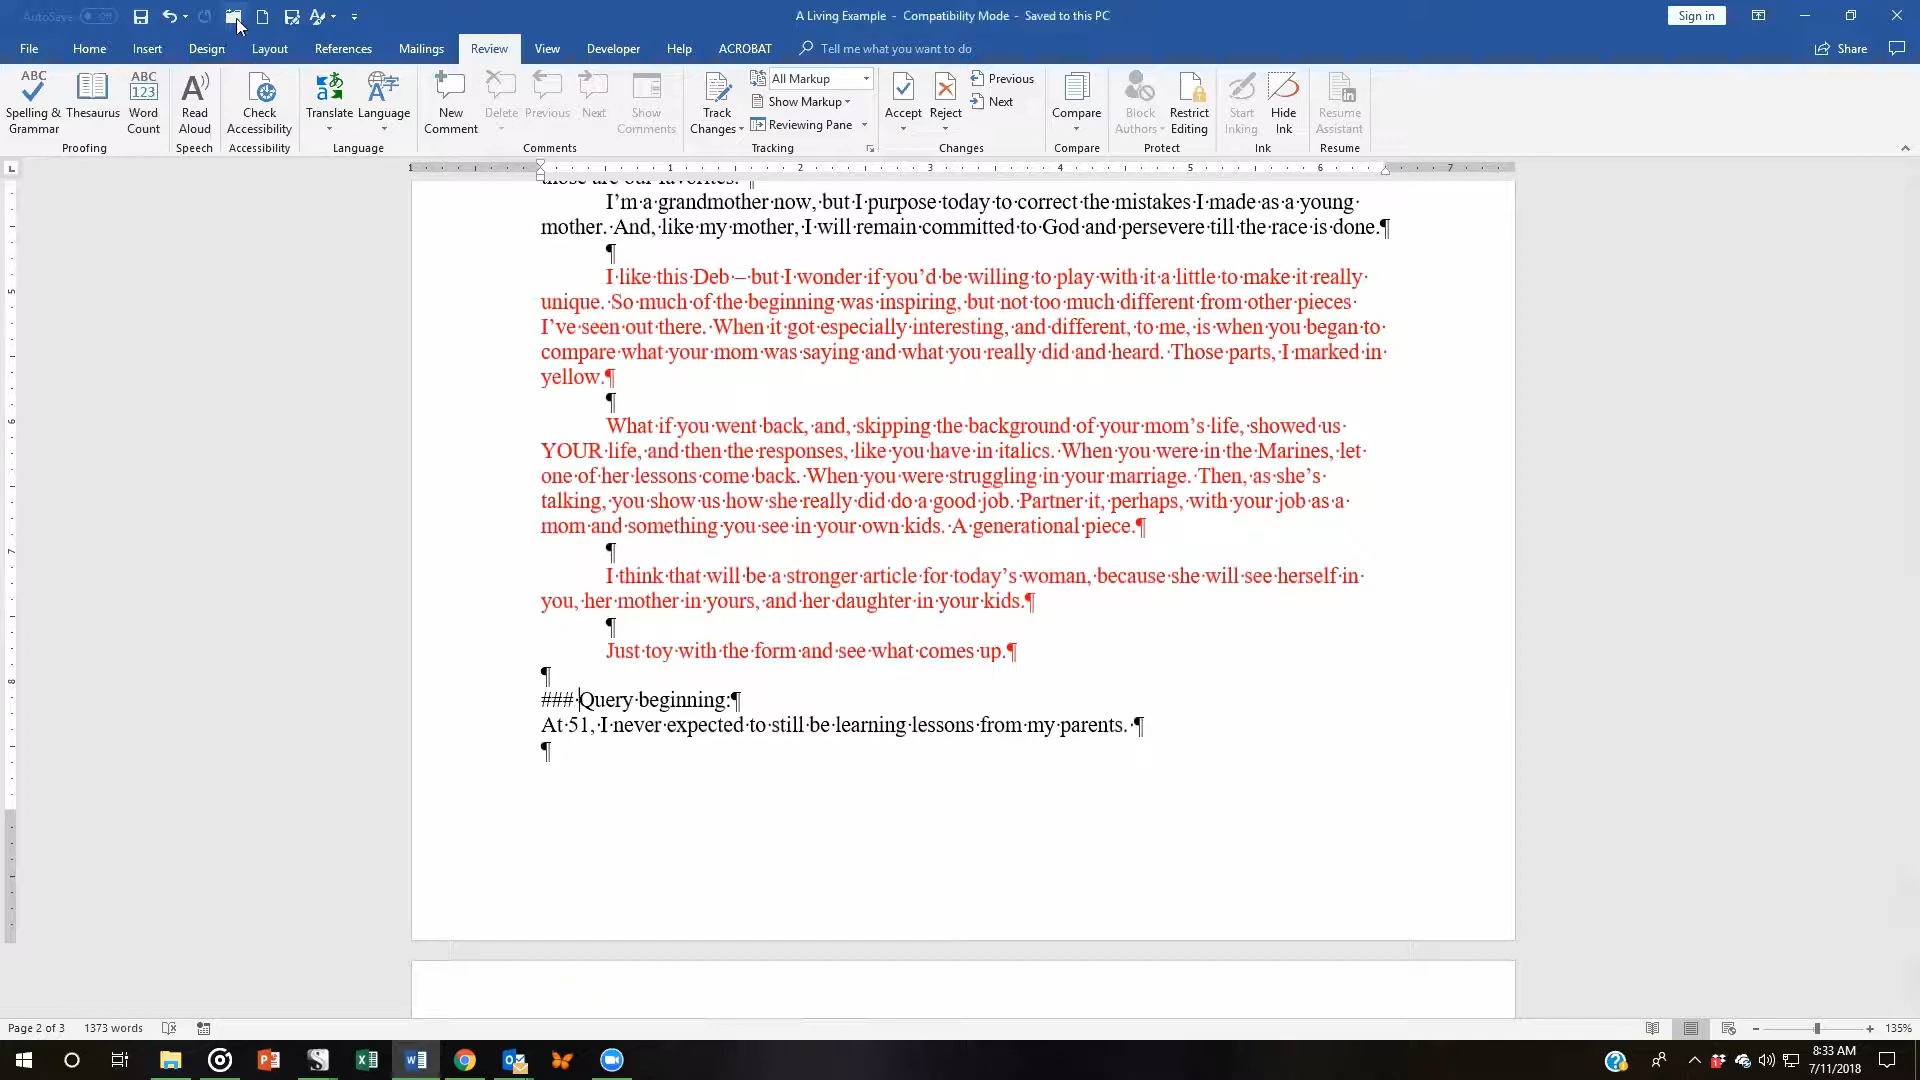 AutoSave Off
A Living Example - Compatibility Mode - Saved to this PC
Sign in
File Home Insert Design Layout References Mailings Review View Developer Help ACROBAT Tell me what you want to do Share
ABC ABC
123
Spelling & Grammar
Thesaurus
Word Count
Proofing
Read Aloud
Speech
Check Accessibility
Accessibility
Translate
Language
Language
New Comment
Delete
Previous
Next
Show Comments
Comments
Track Changes
All Markup
Show Markup
Reviewing Pane
Tracking
Accept
Reject
Previous
Next
Changes
Compare
Compare
Block Authors
Restrict Editing
Protect
Start Inking
Hide Ink
Ink
Resume Assistant
Resume
1 1 2 3 4 5 6 7
those are our favorites. ¶
I’m a grandmother now, but I purpose today to correct the mistakes I made as a young
mother. And, like my mother, I will remain committed to God and persevere till the race is done.¶
¶
I like this Deb – but I wonder if you’d be willing to play with it a little to make it really
unique. So much of the beginning was inspiring, but not too much different from other pieces
I’ve seen out there. When it got especially interesting, and different, to me, is when you began to
compare what your mom was saying and what you really did and heard. Those parts, I marked in
yellow.¶
¶
What if you went back, and, skipping the background of your mom’s life, showed us
YOUR life, and then the responses, like you have in italics. When you were in the Marines, let
one of her lessons come back. When you were struggling in your marriage. Then, as she’s
talking, you show us how she really did do a good job. Partner it, perhaps, with your job as a
mom and something you see in your own kids. A generational piece.¶
¶
I think that will be a stronger article for today’s woman, because she will see herself in
you, her mother in yours, and her daughter in your kids.¶
¶
Just toy with the form and see what comes up.¶
¶
### Query beginning:¶
At 51, I never expected to still be learning lessons from my parents. ¶
¶
5
6
7
8
Page 2 of 3 1373 words 135%
8:33 AM
7/11/2018